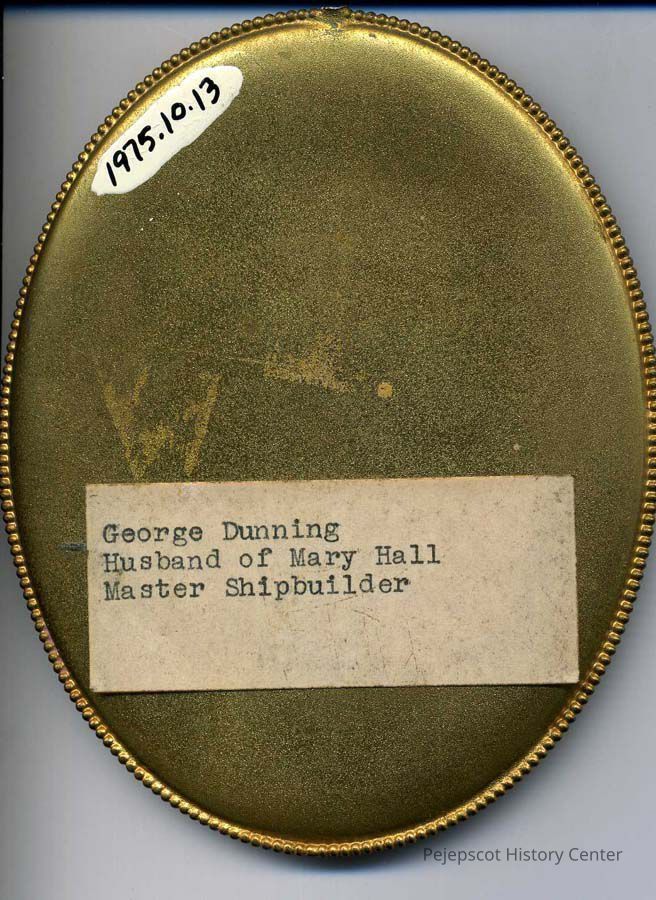 1975.10.13
George Dunning
Husband of Mary Hall
Master Shipbuilder
Pejepscot History Center